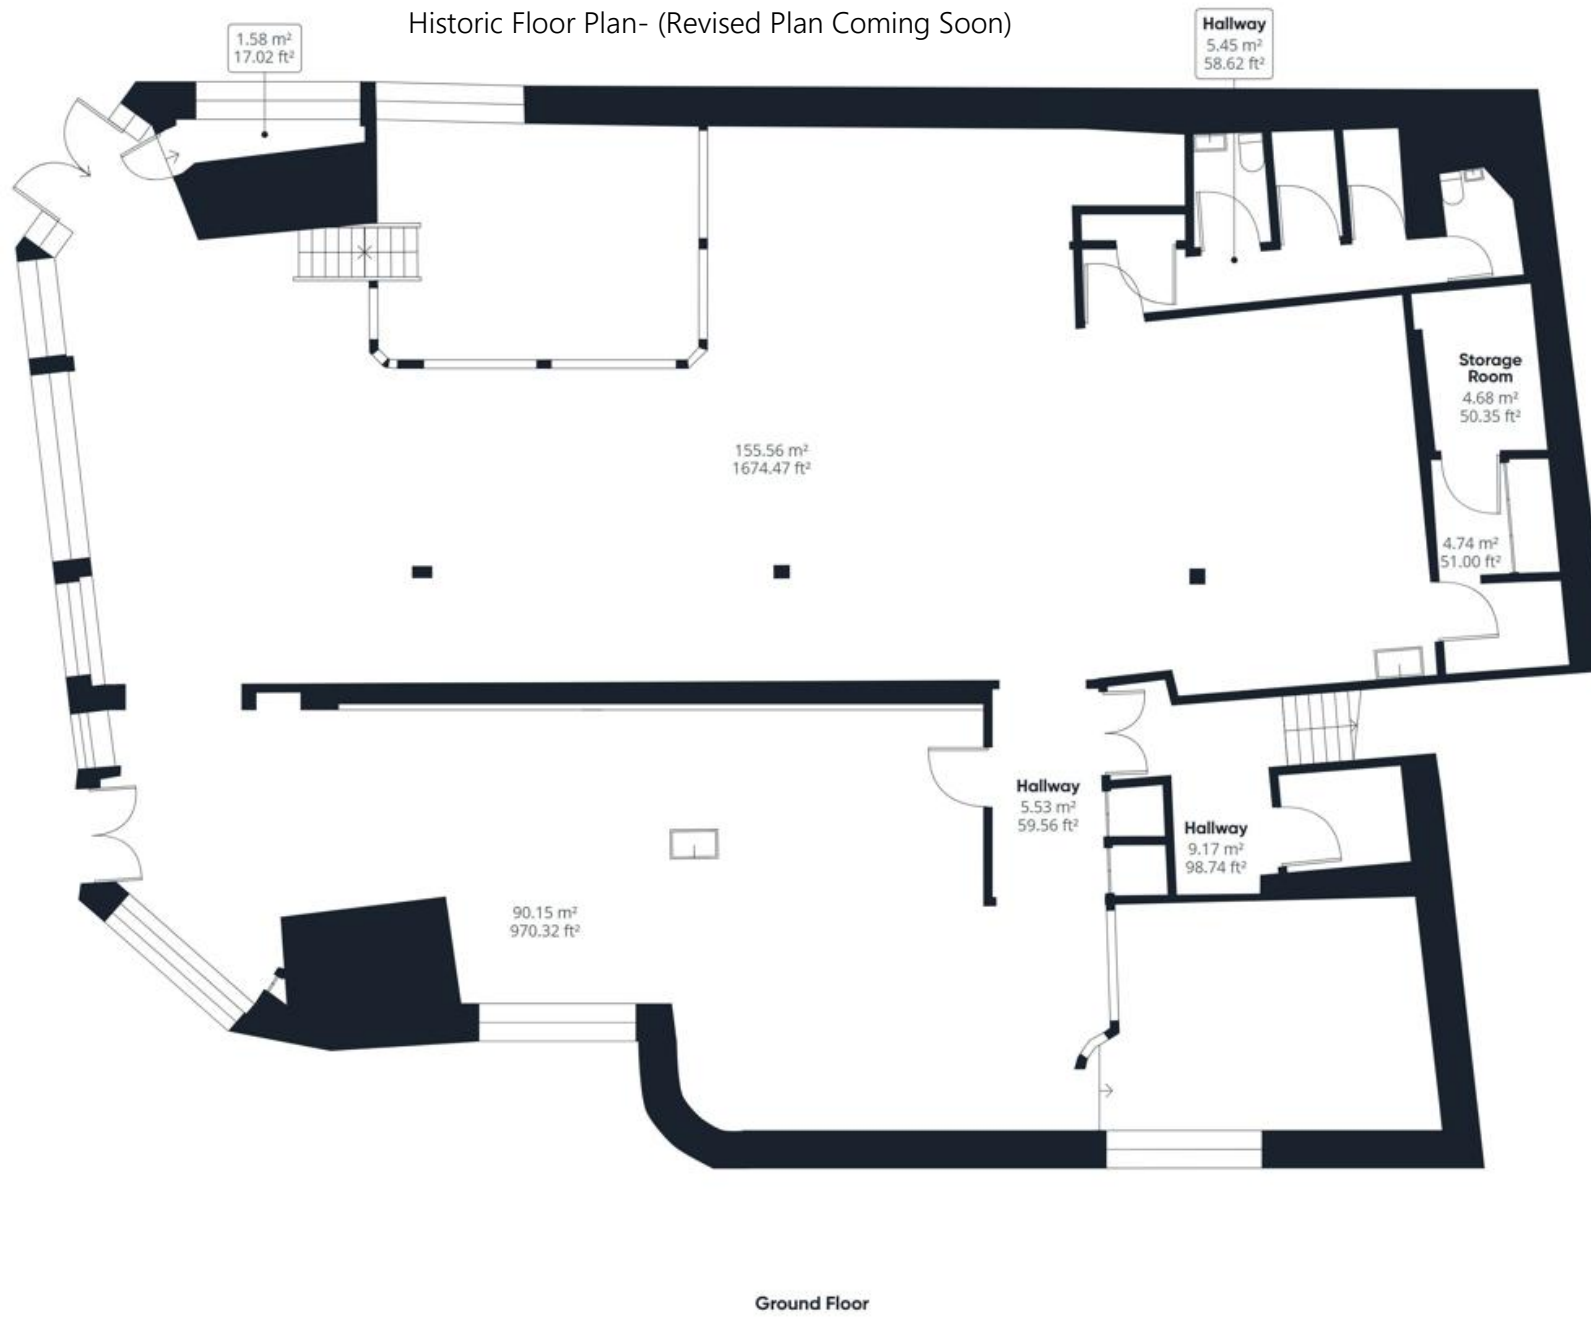 Historic Floor Plan- (Revised Plan Coming Soon)
1.58 m²
17.02 ft²
Hallway
5.45 m²
58.62 ft²
Storage
Room
4.68 m²
50.35 ft²
155.56 m²
1674.47 ft²
4.74 m²
51.00 ft²
Hallway
5.53 m²
59.56 ft²
Hallway
9.17 m²
98.74 ft²
90.15 m²
970.32 ft²
Ground Floor